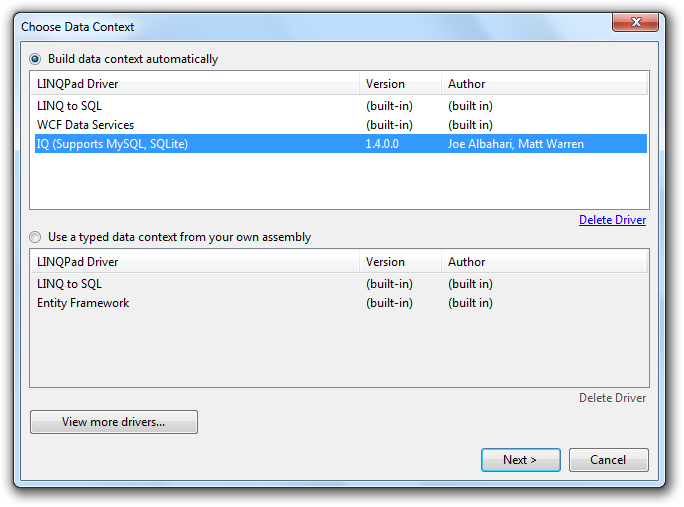 Choose Data Context
Build data context automatically
LINQPad Driver Version Author
LINQ to SQL (built-in) (built in)
WCF Data Services (built-in) (built in)
IQ (Supports MySQL, SQLite) 1.4.0.0 Joe Albahari, Matt Warren
Delete Driver
Use a typed data context from your own assembly
LINQPad Driver Version Author
LINQ to SQL (built-in) (built in)
Entity Framework (built-in) (built in)
Delete Driver
View more drivers...
Next > Cancel